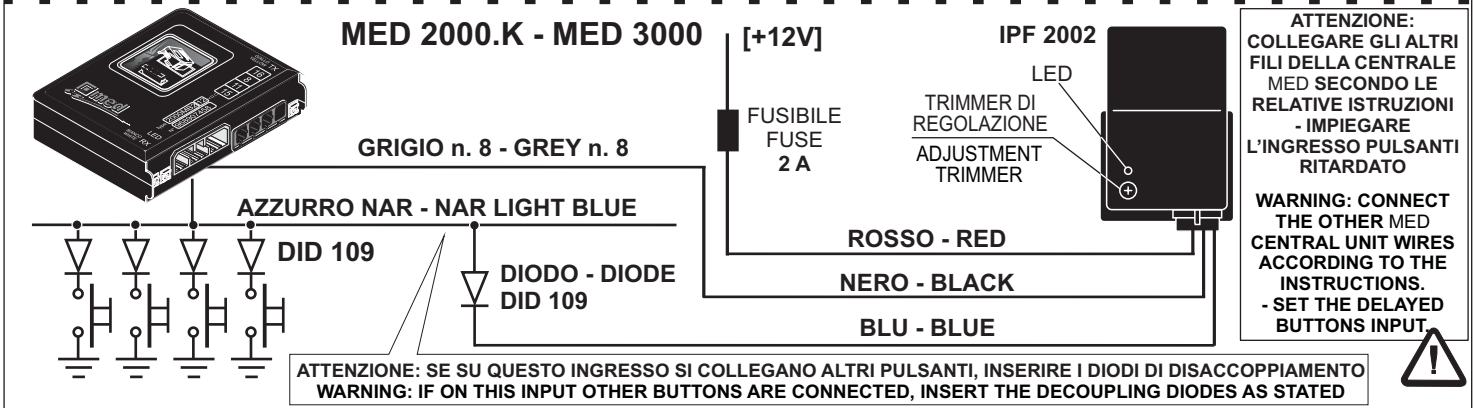 MED 2000.K - MED 3000
[+12V]
IPF 2002
LED
TRIMMER DI
REGOLAZIONE
ADJUSTMENT
TRIMMER
FUSIBILE
FUSE
2 A
GRIGIO n. 8 - GREY n. 8
AZZURRO NAR - NAR LIGHT BLUE
DID 109
DIODO - DIODE
DID 109
ROSSO - RED
NERO - BLACK
BLU - BLUE
ATTENZIONE: SE SU QUESTO INGRESSO SI COLLEGANO ALTRI PULSANTI, INSERIRE I DIODI DI DISACCOPPIAMENTO
WARNING: IF ON THIS INPUT OTHER BUTTONS ARE CONNECTED, INSERT THE DECOUPLING DIODES AS STATED
ATTENZIONE:
COLLEGARE GLI ALTRI
FILI DELLA CENTRALE
MED SECONDO LE
RELATIVE ISTRUZIONI
- IMPIEGARE
L'INGRESSO PULSANTI
RITARDATO
WARNING: CONNECT
THE OTHER MED
CENTRAL UNIT WIRES
ACCORDING TO THE
INSTRUCTIONS.
- SET THE DELAYED
BUTTONS INPUT.
med
LED